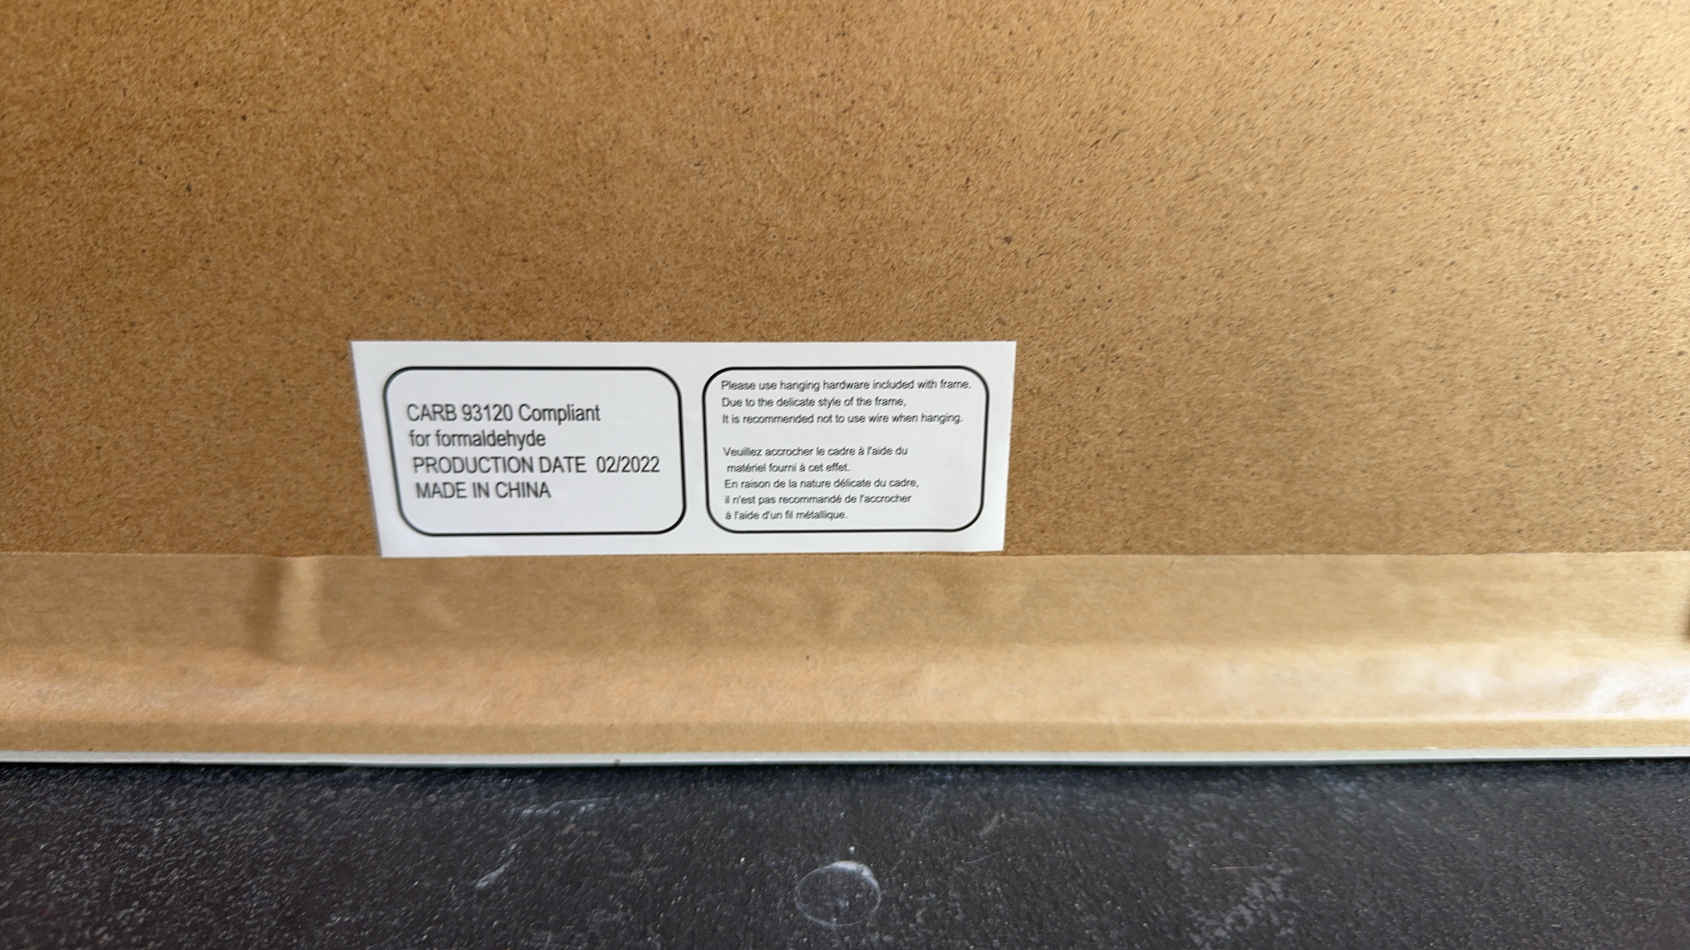 CARB 93120 Compliant
for formaldehyde
PRODUCTION DATE 02/2022
MADE IN CHINA
Please use hanging hardware included with frame.
Due to the delicate style of the frame,
It is recommended not to use wire when hanging.
Veuillez accrocher le cadre à l'aide du
matériel fourni à cet effet.
En raison de la nature délicate du cadre,
il n'est pas recommandé de l'accrocher
à l'aide d'un fil métallique.